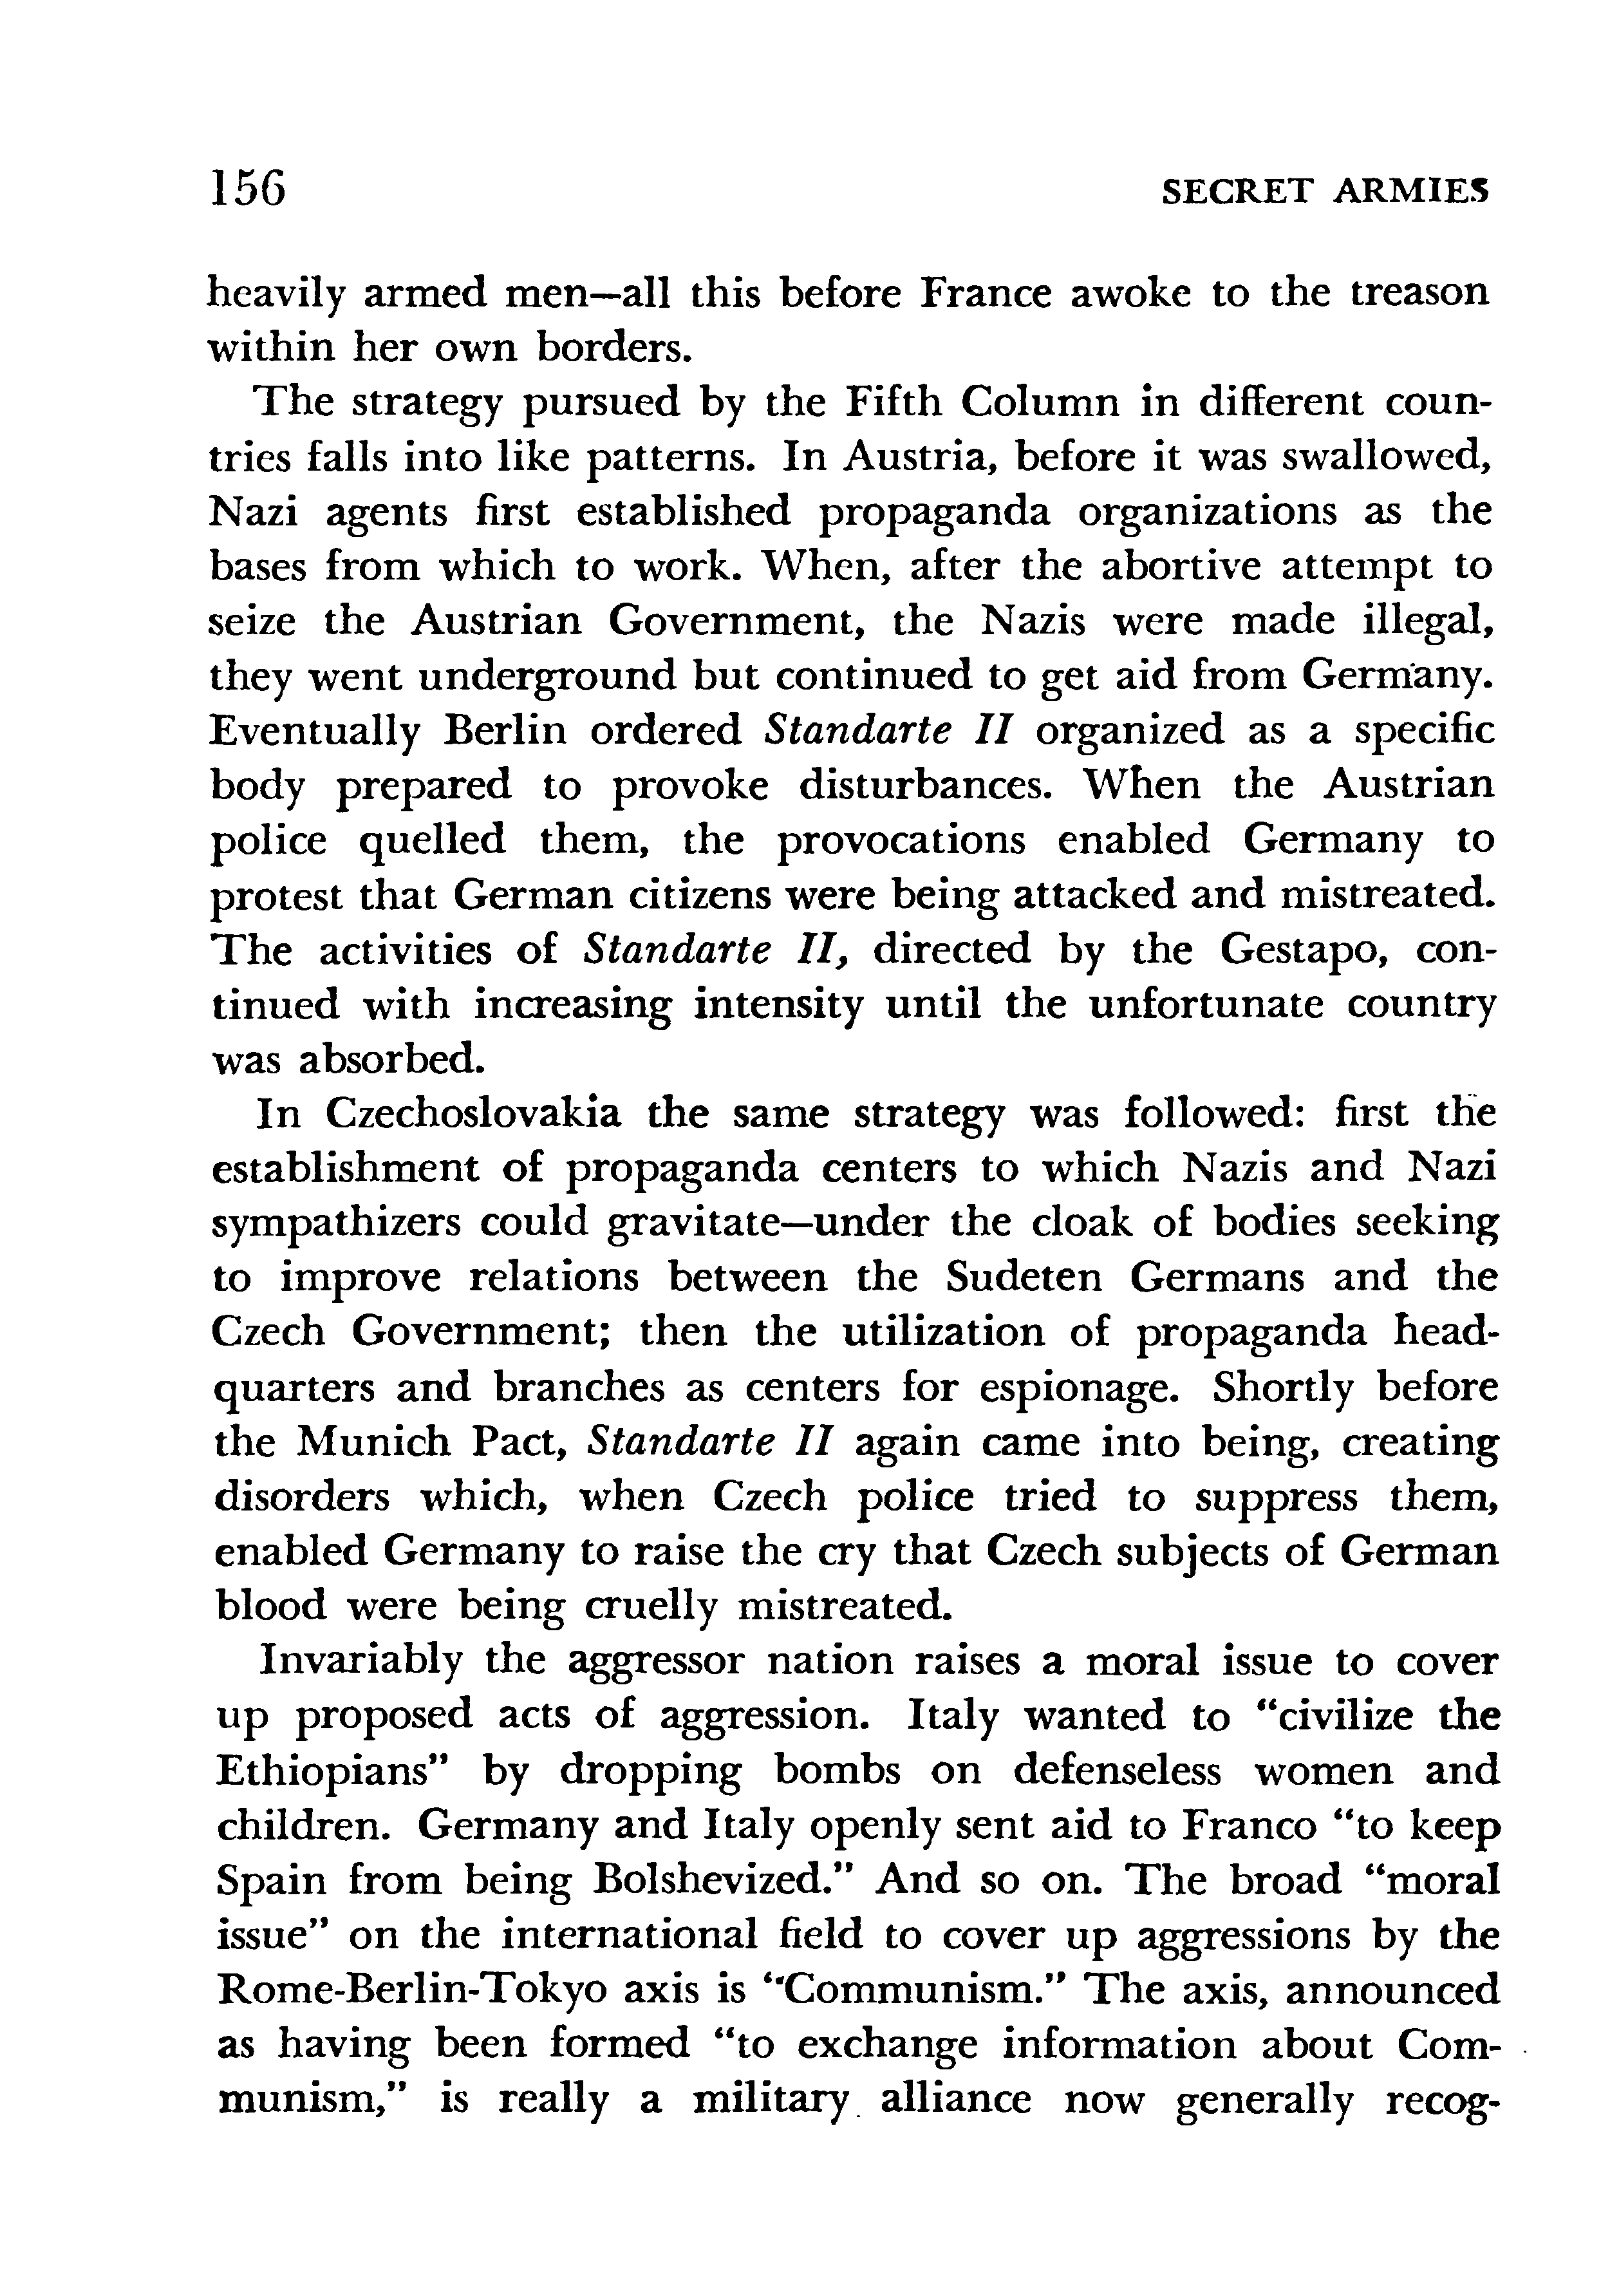 156 SECRET ARMIES
heavily armed men—all this before France awoke to the treason
within her own borders.
The strategy pursued by the Fifth Column in different coun-
tries falls into like patterns. In Austria, before it was swallowed,
Nazi agents first established propaganda organizations as the
bases from which to work. When, after the abortive attempt to
seize the Austrian Government, the Nazis were made illegal,
they went underground but continued to get aid from Germany.
Eventually Berlin ordered Standarte II organized as a specific
body prepared to provoke disturbances. When the Austrian
police quelled them, the provocations enabled Germany to
protest that German citizens were being attacked and mistreated.
The activities of Standarte II, directed by the Gestapo, con-
tinued with increasing intensity until the unfortunate country
was absorbed.
In Czechoslovakia the same strategy was followed: first the
establishment of propaganda centers to which Nazis and Nazi
sympathizers could gravitate—under the cloak of bodies seeking
to improve relations between the Sudeten Germans and the
Czech Government; then the utilization of propaganda head-
quarters and branches as centers for espionage. Shortly before
the Munich Pact, Standarte II again came into being, creating
disorders which, when Czech police tried to suppress them,
enabled Germany to raise the cry that Czech subjects of German
blood were being cruelly mistreated.
Invariably the aggressor nation raises a moral issue to cover
up proposed acts of aggression. Italy wanted to “civilize the
Ethiopians” by dropping bombs on defenseless women and
children. Germany and Italy openly sent aid to Franco “to keep
Spain from being Bolshevized.” And so on. The broad “moral
issue” on the international field to cover up aggressions by the
Rome-Berlin-Tokyo axis is “Communism.” The axis, announced
as having been formed “to exchange information about Com-
munism,” is really a military alliance now generally recog-